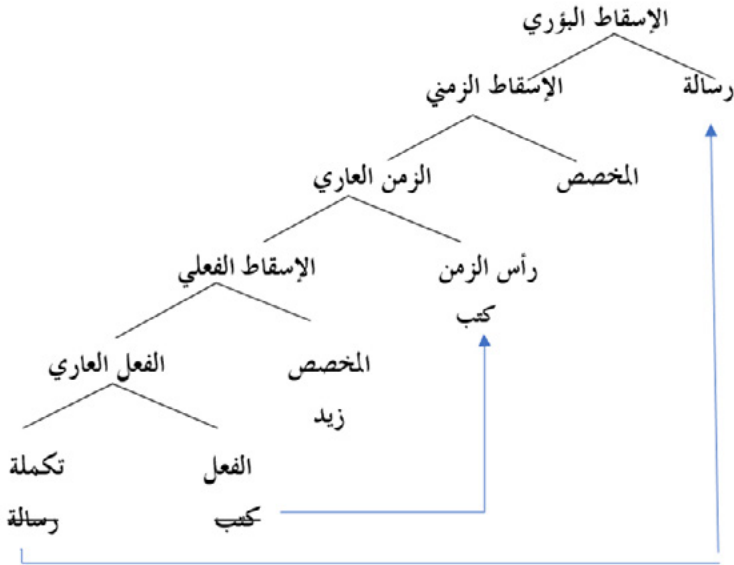 الإسقاط البؤري
رسالة الإسقاط الزمني
المخصص الزمن العاري
رأس الزمن الإسقاط الفعلي
كتب
المخصص الفعل العاري
زيد
الفعل تكملة
كتب رسالة